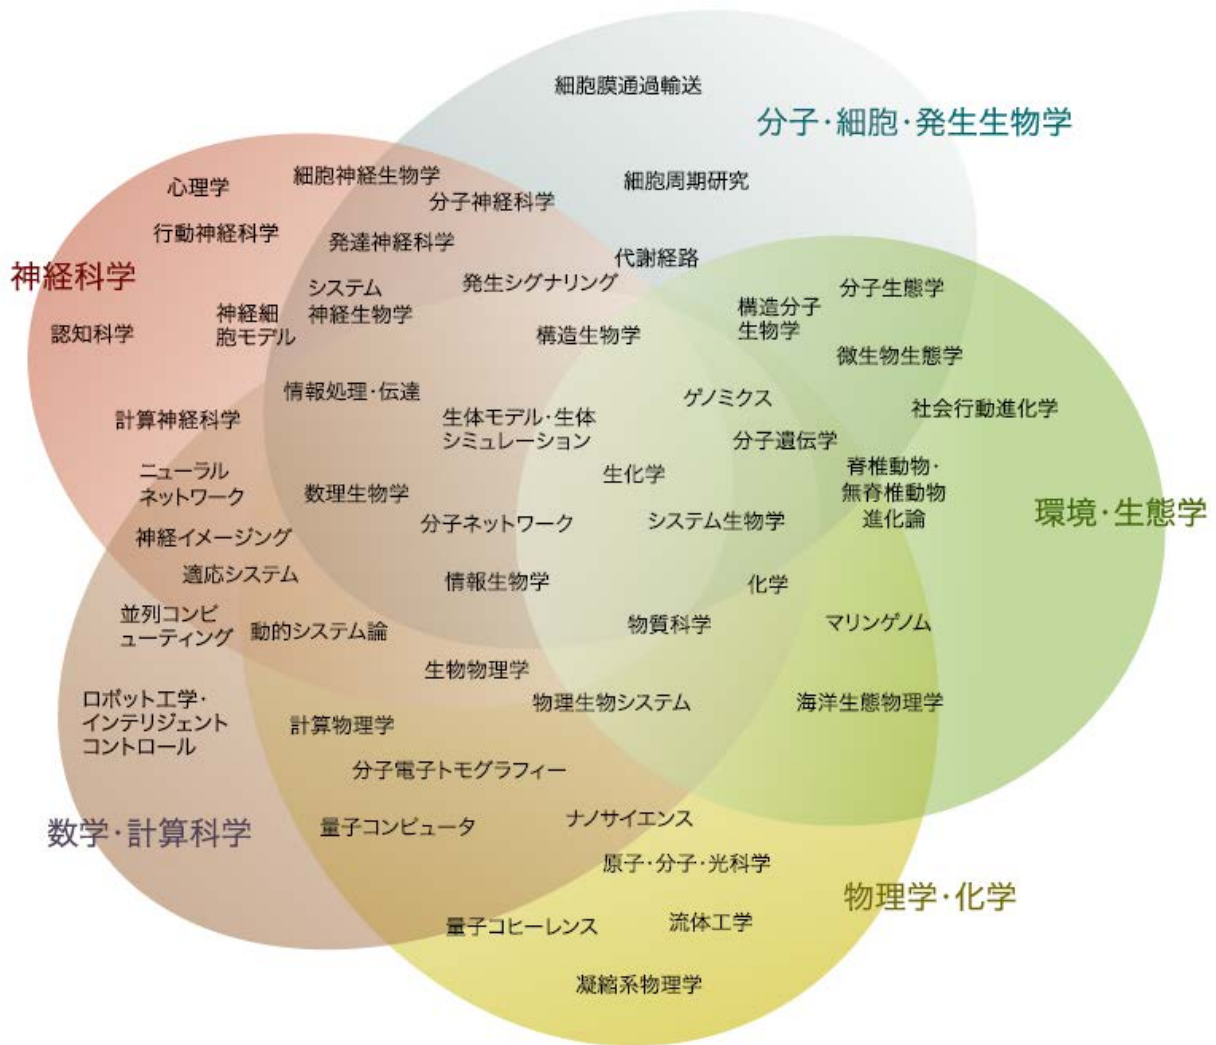 細胞膜通過輸送
分子・細胞・発生生物学
心理学
細胞神経生物学
分子神経科学
細胞周期研究
行動神経科学
発達神経科学
代謝経路
神経科学
システム
神経生物学
発生シグナリング
分子生態学
構造分子
生物学
認知科学
神経細
胞モデル
構造生物学
微生物生態学
情報処理・伝達
ゲノミクス
社会行動進化学
計算神経科学
生体モデル・生体
シミュレーション
分子遺伝学
ニューラル
ネットワーク
数理生物学
生化学
脊椎動物・
無脊椎動物
進化論
環境・生態学
神経イメージング
分子ネットワーク
システム生物学
適応システム
情報生物学
化学
並列コンピ
ューティング
動的システム論
物質科学
マリンゲノム
生物物理学
ロボット工学・
インテリジェント
コントロール
物理生物システム
海洋生態物理学
計算物理学
分子電子トモグラフィー
数学・計算科学
量子コンピュータ
ナノサイエンス
原子・分子・光科学
物理学・化学
量子コヒーレンス
流体工学
凝縮系物理学